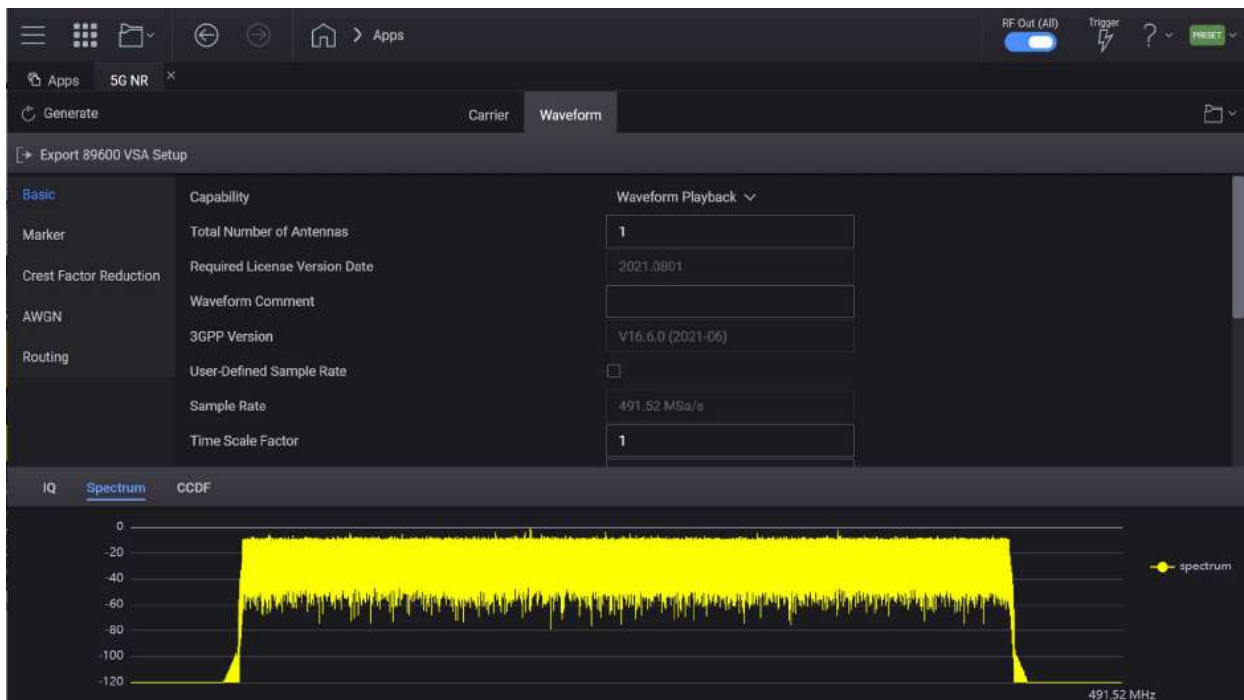 RF Out (All) Trigger
Apps ? PRESET
Apps 5G NR ×
Generate Carrier Waveform
Export 89600 VSA Setup
Basic Capability Waveform Playback
Marker Total Number of Antennas 1
Required License Version Date 2021.0801
Crest Factor Reduction
Waveform Comment
AWGN
3GPP Version V16.6.0 (2021-06)
Routing
User-Defined Sample Rate
Sample Rate 491.52 MSa/s
Time Scale Factor 1
IQ Spectrum CCDF
0
-20
-40
spectrum
-60
-80
-100
-120
491.52 MHz